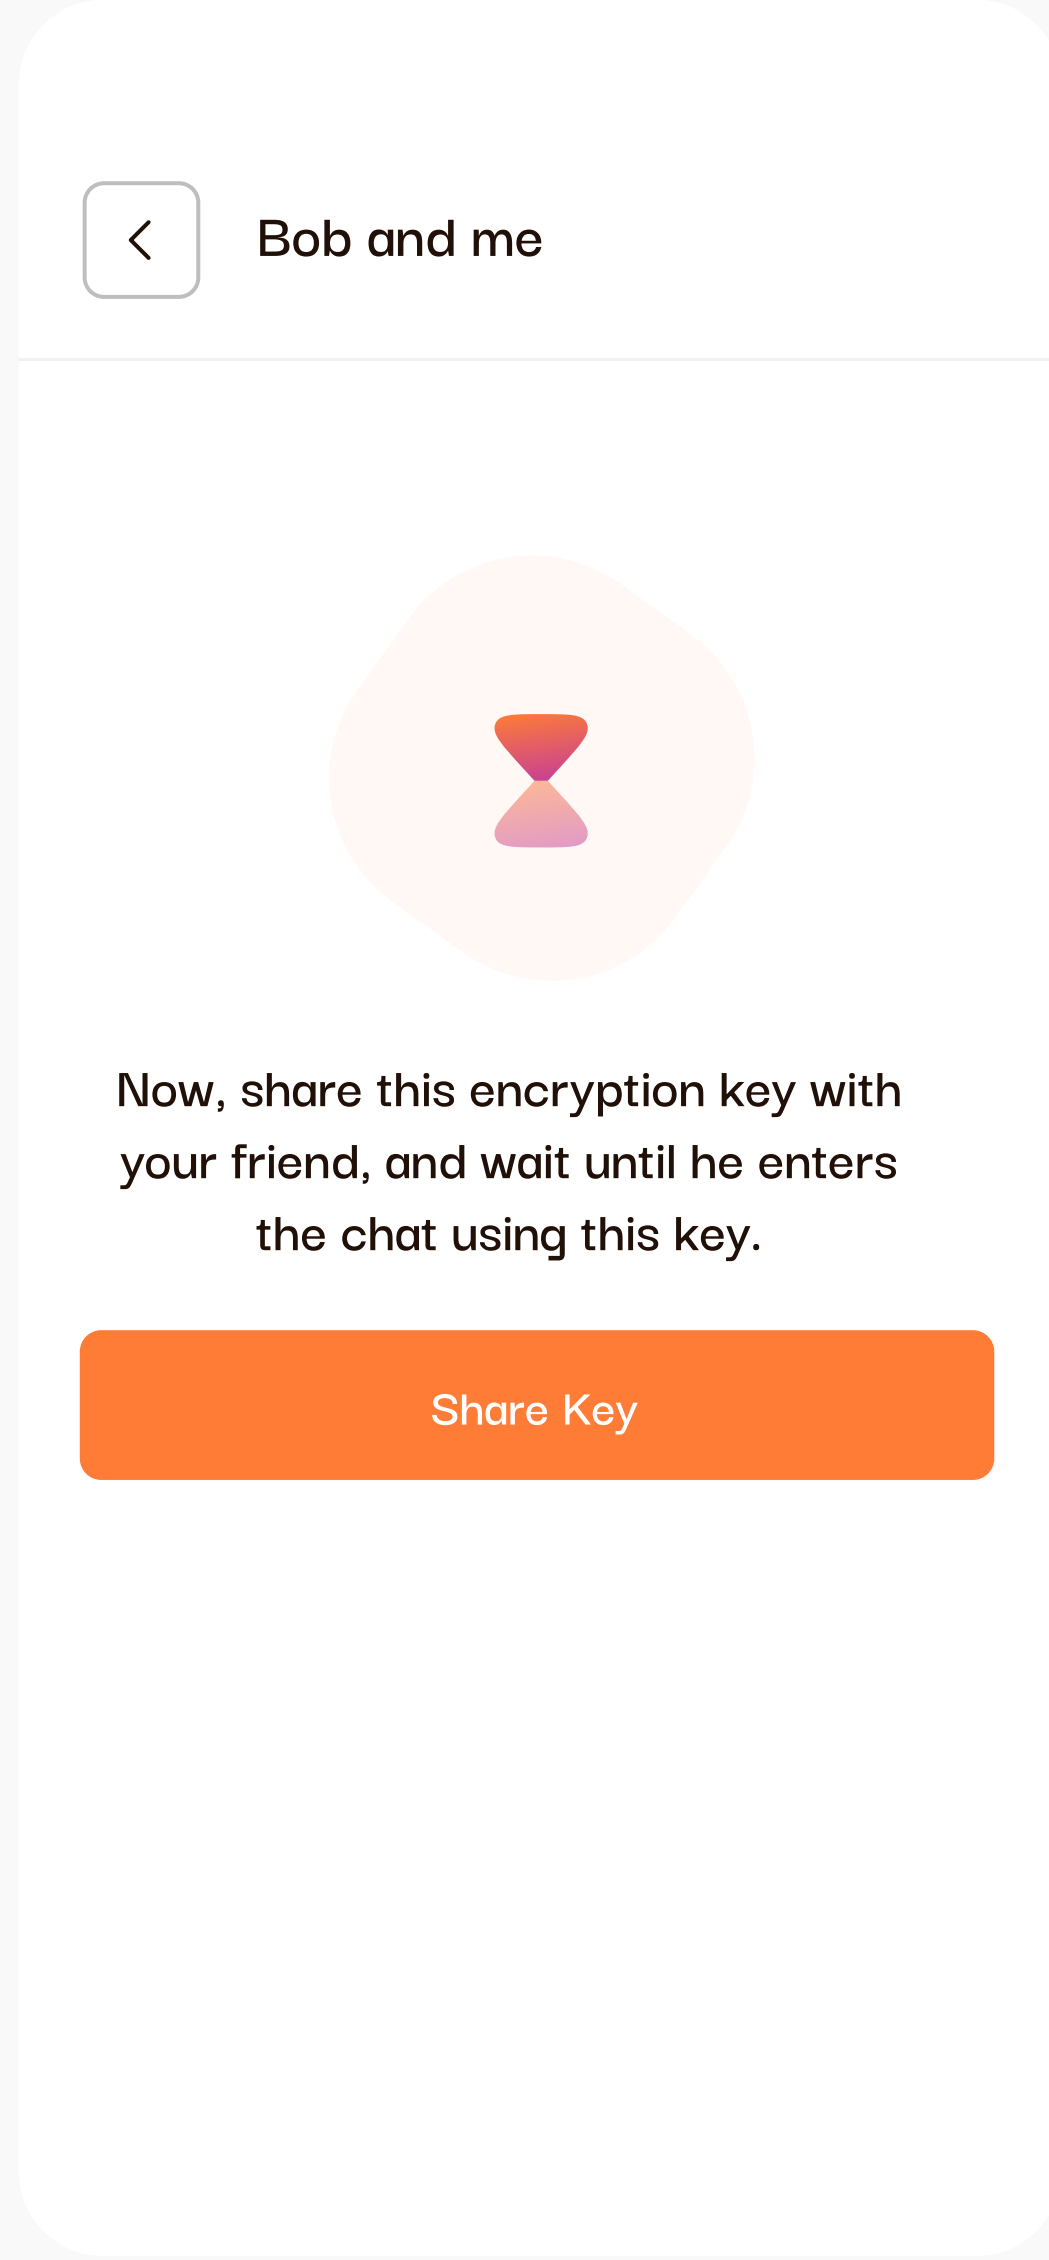 Bob and me
Now, share this encryption key with
your friend, and wait until he enters
the chat using this key.
Share Key